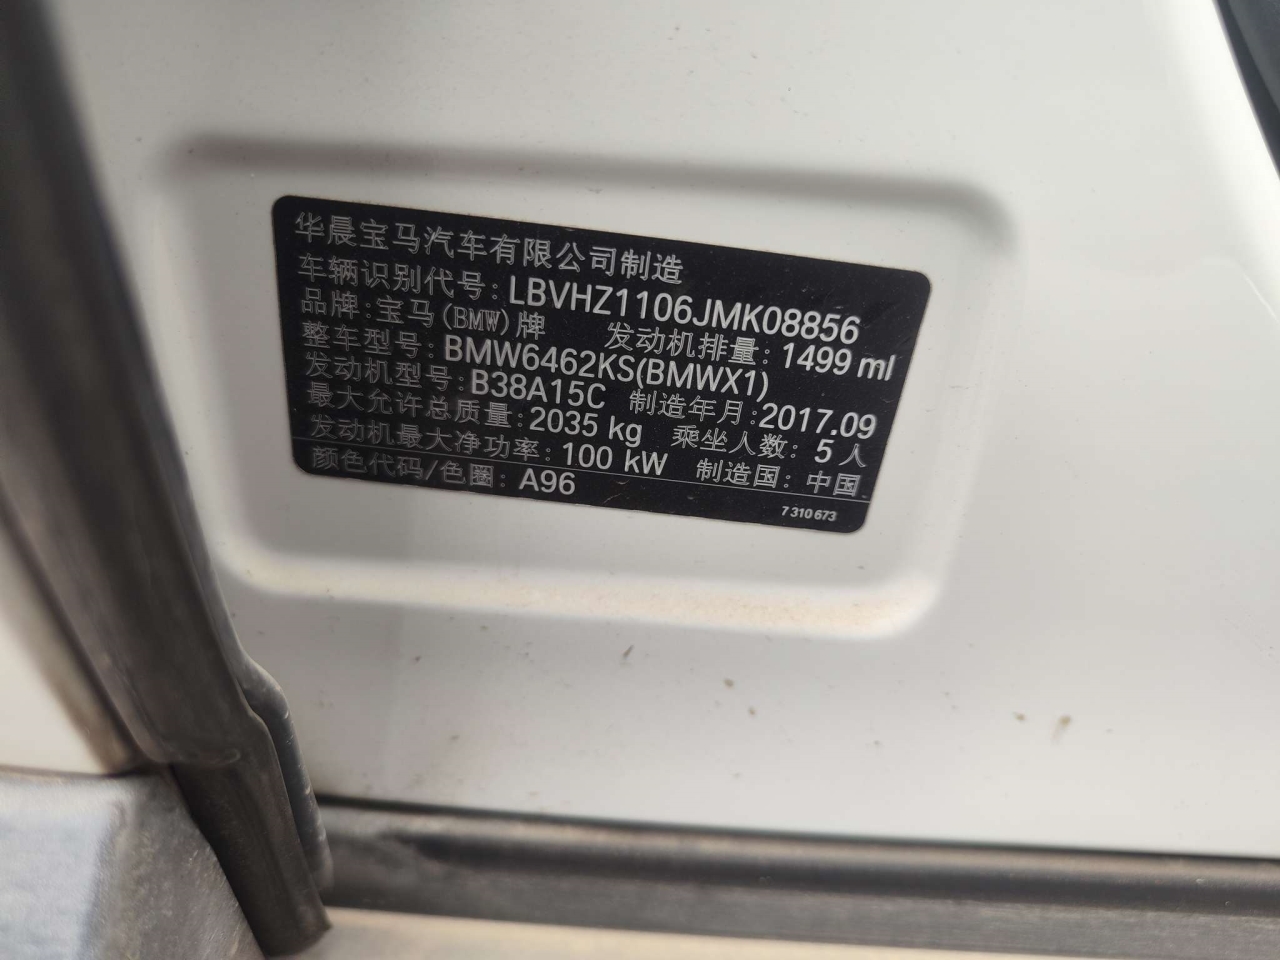 华晨宝马汽车有限公司制造
车辆识别代号: LBVHZ1106JMK08856
品牌: 宝马(BMW)牌 发动机排量: 1499 ml
整车型号: BMW6462KS(BMWX1)
发动机型号: B38A15C 制造年月: 2017.09
最大允许总质量: 2035 kg 乘坐人数: 5 人
发动机最大净功率: 100 kW 制造国: 中国
颜色代码/色圈: A96
7 310 673